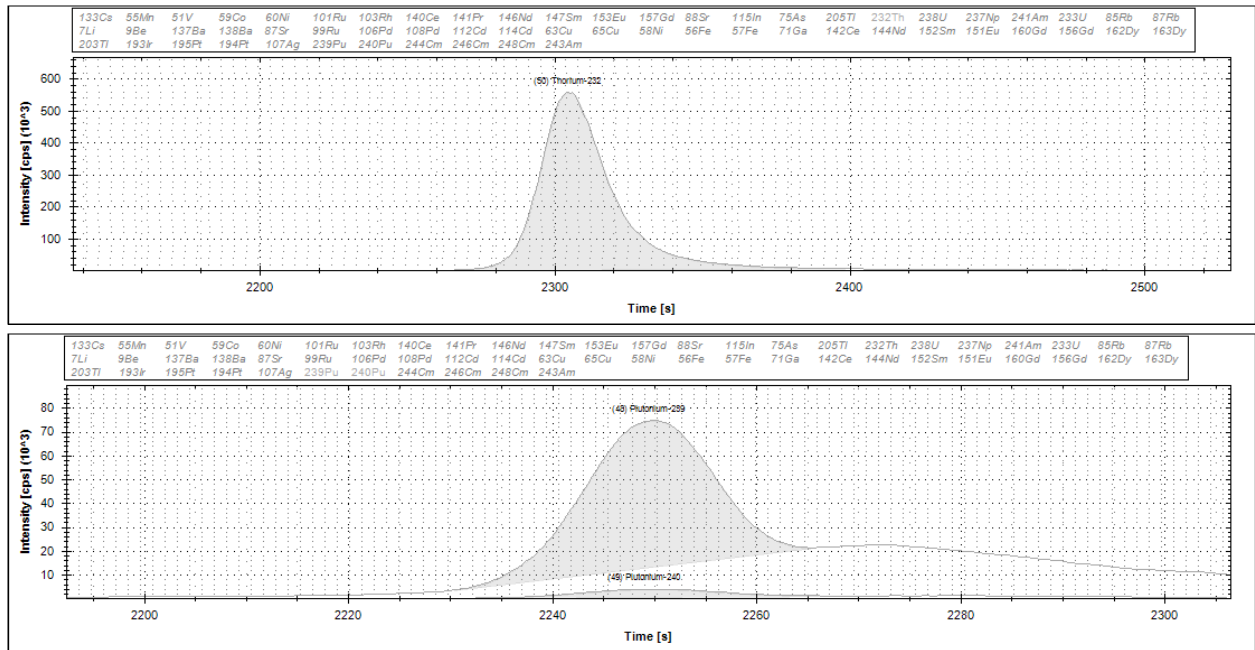 133Cs 55Mn 51V 59Co 60Ni 101Ru 103Rh 140Ce 141Pr 146Nd 147Sm 153Eu 157Gd 88Sr 115In 75As 205Tl 232Th 238U 237Np 241Am 233U 85Rb 87Rb
7Li 9Be 137Ba 138Ba 87Sr 99Ru 106Pd 108Pd 112Cd 114Cd 63Cu 65Cu 58Ni 56Fe 57Fe 71Ga 142Ce 144Nd 152Sm 151Eu 160Gd 156Gd 162Dy 163Dy
203Tl 193Ir 195Pt 194Pt 107Ag 239Pu 240Pu 244Cm 246Cm 248Cm 243Am
(50) Thorium-232
Intensity [cps] (10^3)
600
500
400
300
200
100
2200 2300 2400 2500
Time [s]
133Cs 55Mn 51V 59Co 60Ni 101Ru 103Rh 140Ce 141Pr 146Nd 147Sm 153Eu 157Gd 88Sr 115In 75As 205Tl 232Th 238U 237Np 241Am 233U 85Rb 87Rb
7Li 9Be 137Ba 138Ba 87Sr 99Ru 106Pd 108Pd 112Cd 114Cd 63Cu 65Cu 58Ni 56Fe 57Fe 71Ga 142Ce 144Nd 152Sm 151Eu 160Gd 156Gd 162Dy 163Dy
203Tl 193Ir 195Pt 194Pt 107Ag 239Pu 240Pu 244Cm 246Cm 248Cm 243Am
(48) Plutonium-239
Intensity [cps] (10^3)
80
70
60
50
40
30
20
10
(49) Plutonium-240
2200 2220 2240 2260 2280 2300
Time [s]